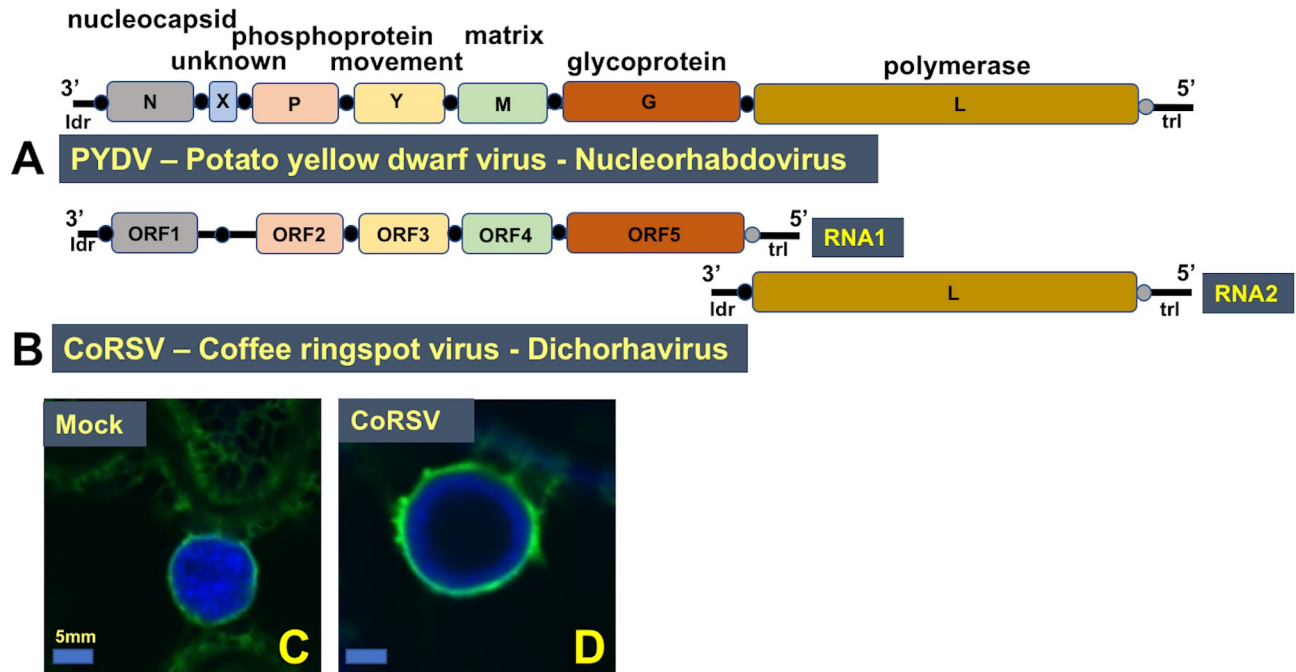 nucleocapsid
unknown
phosphoprotein
movement
matrix
glycoprotein
polymerase
3’
5’
N X P Y M G L
ldr
trl
A PYDV – Potato yellow dwarf virus - Nucleorhabdovirus
3’
5’
ORF1 ORF2 ORF3 ORF4 ORF5
RNA1
ldr
trl
3’
5’
L
RNA2
ldr
trl
B CoRSV – Coffee ringspot virus - Dichorhavirus
Mock
5mm
C
CoRSV
D